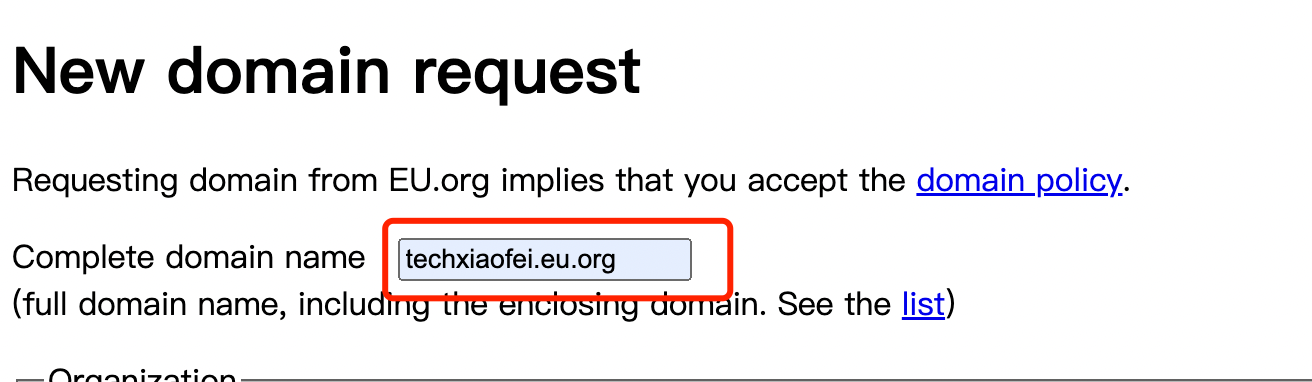 New domain request
Requesting domain from EU.org implies that you accept the domain policy.
Complete domain name techxiaofei.eu.org
(full domain name, including the enclosing domain. See the list)
Organization